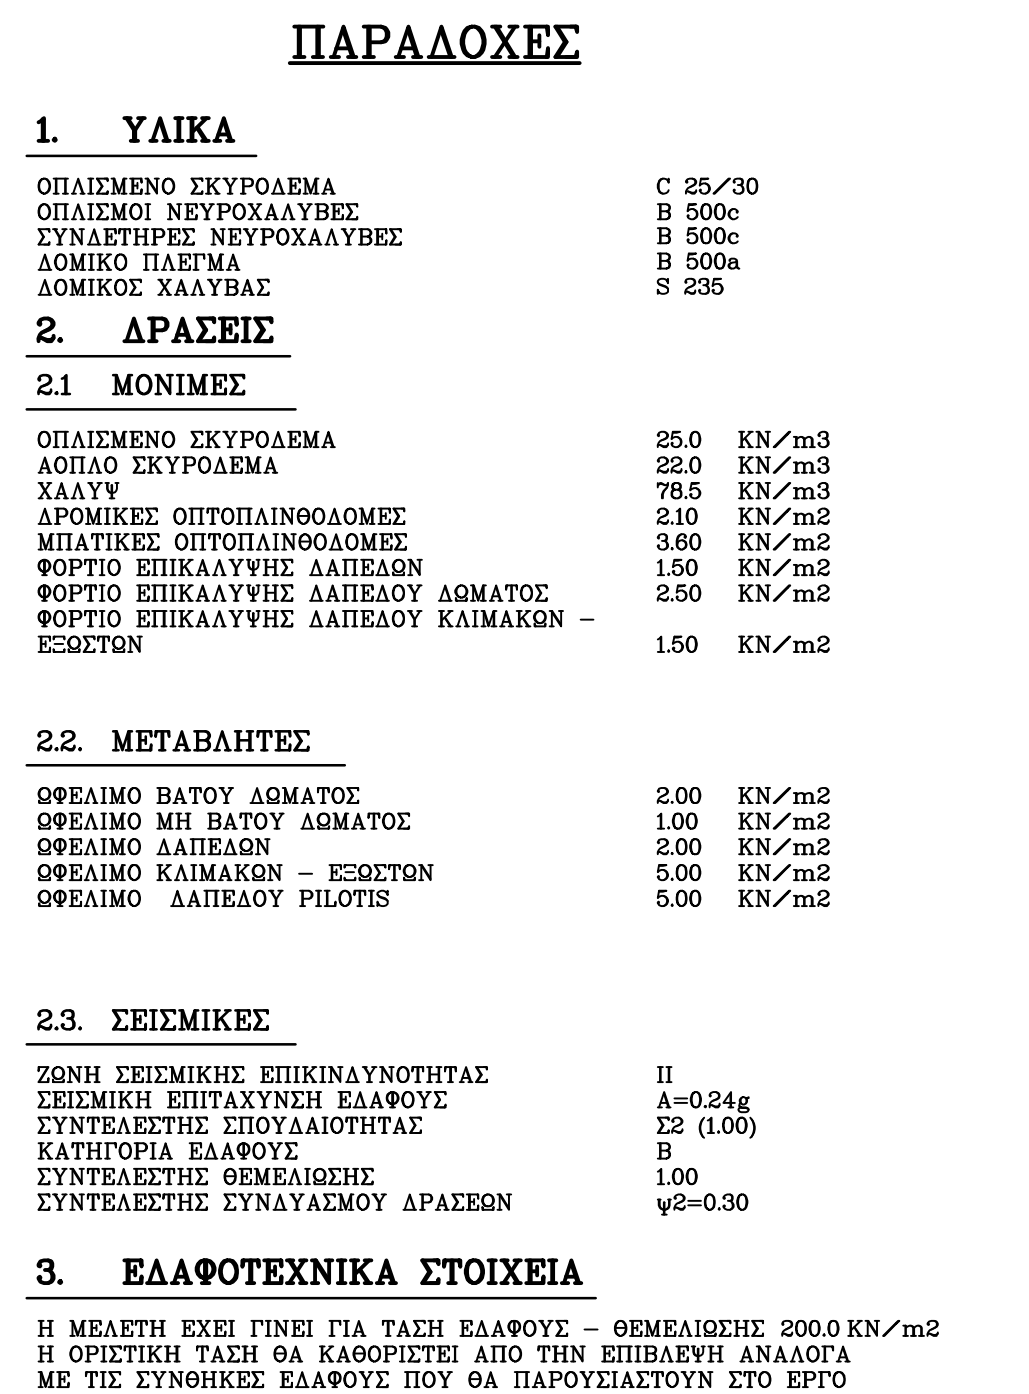 ΠΑΡΑΔΟΧΕΣ
1. ΥΛΙΚΑ
ΟΠΛΙΣΜΕΝΟ ΣΚΥΡΟΔΕΜΑ C 25/30
ΟΠΛΙΣΜΟΙ ΝΕΥΡΟΧΑΛΥΒΕΣ B 500c
ΣΥΝΔΕΤΗΡΕΣ ΝΕΥΡΟΧΑΛΥΒΕΣ B 500c
ΔΟΜΙΚΟ ΠΛΕΓΜΑ B 500a
ΔΟΜΙΚΟΣ ΧΑΛΥΒΑΣ S 235
2. ΔΡΑΣΕΙΣ
2.1 ΜΟΝΙΜΕΣ
ΟΠΛΙΣΜΕΝΟ ΣΚΥΡΟΔΕΜΑ 25.0 KN/m3
ΑΟΠΛΟ ΣΚΥΡΟΔΕΜΑ 22.0 KN/m3
ΧΑΛΥΨ 78.5 KN/m3
ΔΡΟΜΙΚΕΣ ΟΠΤΟΠΛΙΝΘΟΔΟΜΕΣ 2.10 KN/m2
ΜΠΑΤΙΚΕΣ ΟΠΤΟΠΛΙΝΘΟΔΟΜΕΣ 3.60 KN/m2
ΦΟΡΤΙΟ ΕΠΙΚΑΛΥΨΗΣ ΔΑΠΕΔΩΝ 1.50 KN/m2
ΦΟΡΤΙΟ ΕΠΙΚΑΛΥΨΗΣ ΔΑΠΕΔΟΥ ΔΩΜΑΤΟΣ 2.50 KN/m2
ΦΟΡΤΙΟ ΕΠΙΚΑΛΥΨΗΣ ΔΑΠΕΔΟΥ ΚΛΙΜΑΚΩΝ –
ΕΞΩΣΤΩΝ 1.50 KN/m2
2.2. ΜΕΤΑΒΛΗΤΕΣ
ΩΦΕΛΙΜΟ ΒΑΤΟΥ ΔΩΜΑΤΟΣ 2.00 KN/m2
ΩΦΕΛΙΜΟ ΜΗ ΒΑΤΟΥ ΔΩΜΑΤΟΣ 1.00 KN/m2
ΩΦΕΛΙΜΟ ΔΑΠΕΔΩΝ 2.00 KN/m2
ΩΦΕΛΙΜΟ ΚΛΙΜΑΚΩΝ – ΕΞΩΣΤΩΝ 5.00 KN/m2
ΩΦΕΛΙΜΟ ΔΑΠΕΔΟΥ PILOTIS 5.00 KN/m2
2.3. ΣΕΙΣΜΙΚΕΣ
ΖΩΝΗ ΣΕΙΣΜΙΚΗΣ ΕΠΙΚΙΝΔΥΝΟΤΗΤΑΣ II
ΣΕΙΣΜΙΚΗ ΕΠΙΤΑΧΥΝΣΗ ΕΔΑΦΟΥΣ A=0.24g
ΣΥΝΤΕΛΕΣΤΗΣ ΣΠΟΥΔΑΙΟΤΗΤΑΣ Σ2 (1.00)
ΚΑΤΗΓΟΡΙΑ ΕΔΑΦΟΥΣ B
ΣΥΝΤΕΛΕΣΤΗΣ ΘΕΜΕΛΙΩΣΗΣ 1.00
ΣΥΝΤΕΛΕΣΤΗΣ ΣΥΝΔΥΑΣΜΟΥ ΔΡΑΣΕΩΝ ψ2=0.30
3. ΕΔΑΦΟΤΕΧΝΙΚΑ ΣΤΟΙΧΕΙΑ
Η ΜΕΛΕΤΗ ΕΧΕΙ ΓΙΝΕΙ ΓΙΑ ΤΑΣΗ ΕΔΑΦΟΥΣ – ΘΕΜΕΛΙΩΣΗΣ 200.0 KN/m2
Η ΟΡΙΣΤΙΚΗ ΤΑΣΗ ΘΑ ΚΑΘΟΡΙΣΤΕΙ ΑΠΟ ΤΗΝ ΕΠΙΒΛΕΨΗ ΑΝΑΛΟΓΑ
ΜΕ ΤΙΣ ΣΥΝΘΗΚΕΣ ΕΔΑΦΟΥΣ ΠΟΥ ΘΑ ΠΑΡΟΥΣΙΑΣΤΟΥΝ ΣΤΟ ΕΡΓΟ